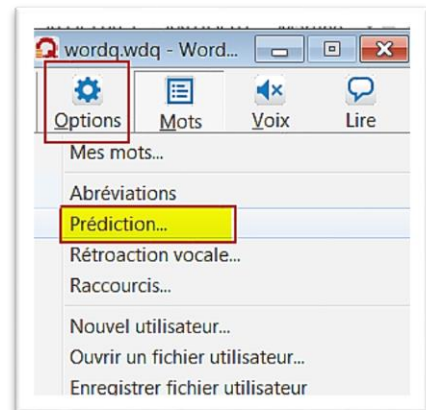 wordq.wdq - Word...
Options Mots Voix Lire
Mes mots...
Abréviations
Prédiction...
Rétroaction vocale...
Raccourcis...
Nouvel utilisateur...
Ouvrir un fichier utilisateur...
Enregistrer fichier utilisateur